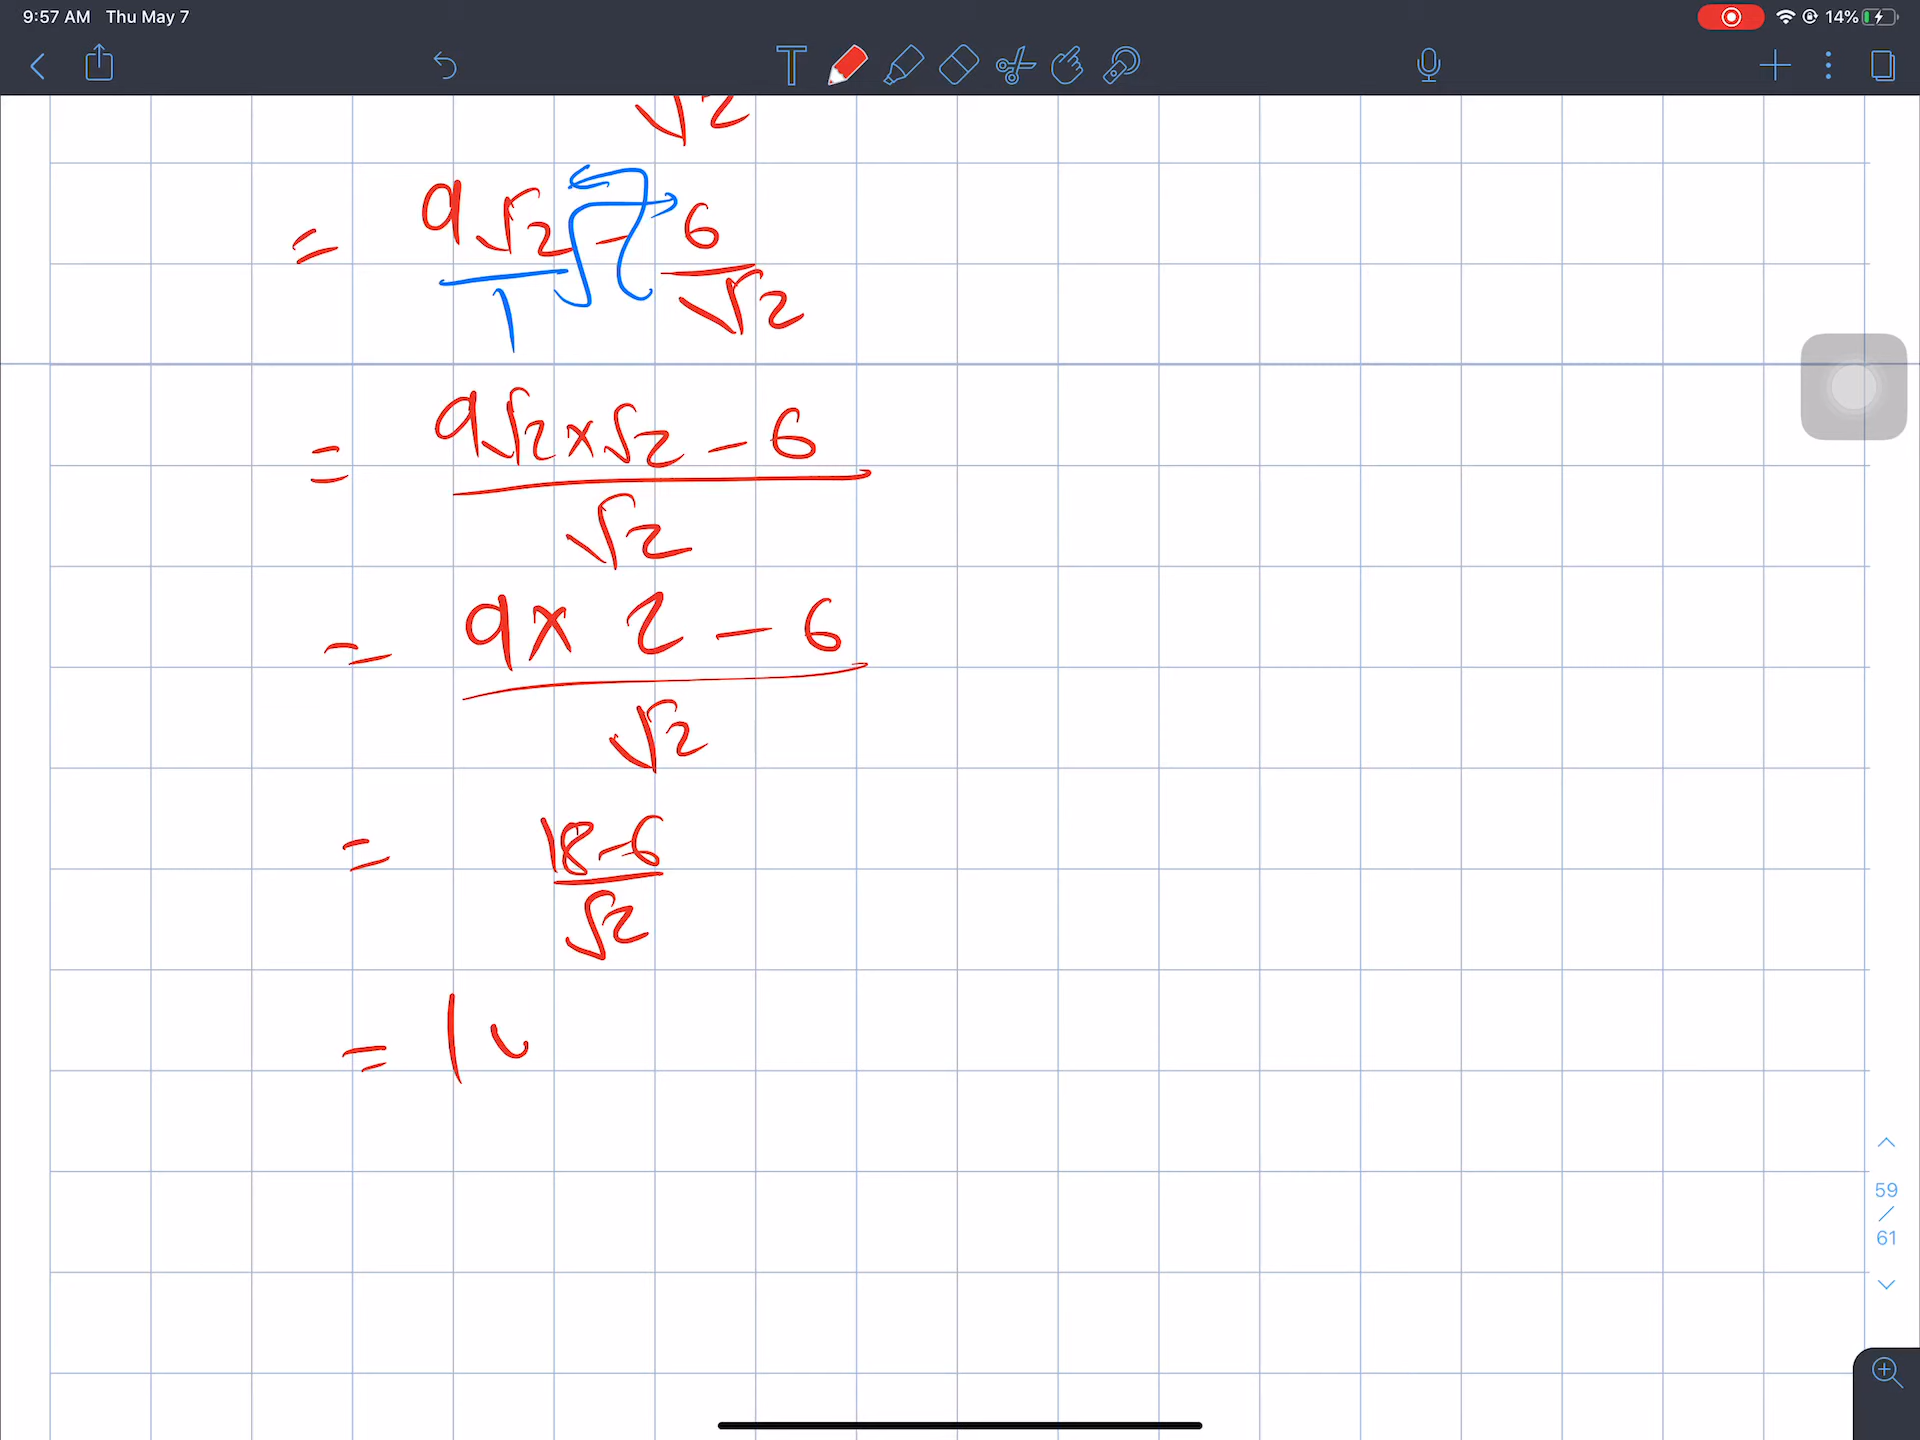 9:57 AM Thu May 7
14%
√2
= 9√2/1 - 6/√2
= 9√2×√2 - 6
√2
= 9× 2 - 6
√2
= 18-6
√2
= 1
59
/
61